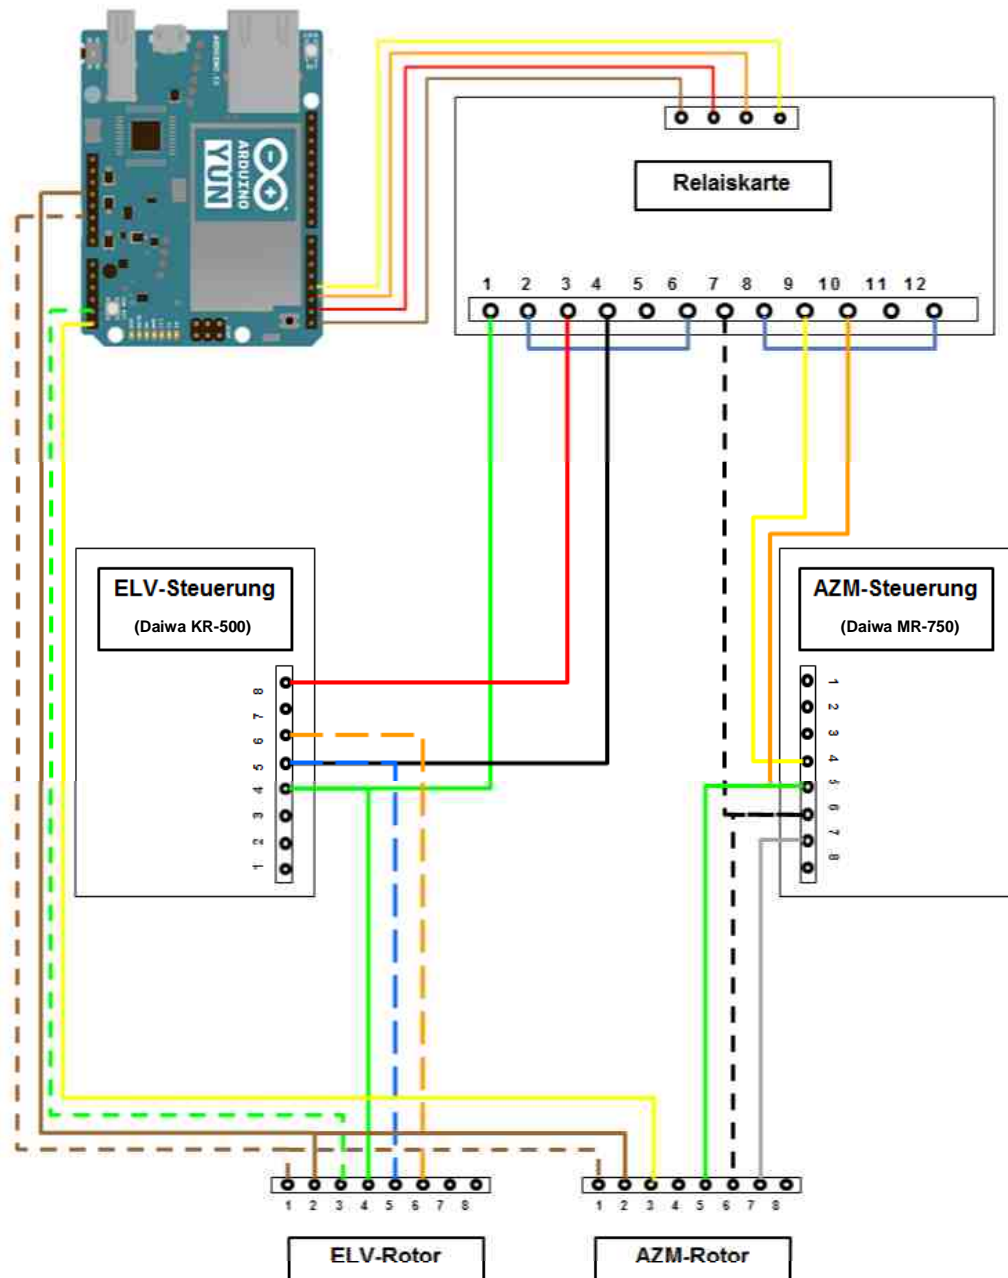 ARDUINO
YUN
Relaiskarte
1 2 3 4 5 6 7 8 9 10 11 12
ELV-Steuerung
(Daiwa KR-500)
8
7
6
5
4
3
2
1
AZM-Steuerung
(Daiwa MR-750)
1
2
3
4
5
6
7
8
1 2 3 4 5 6 7 8
ELV-Rotor
1 2 3 4 5 6 7 8
AZM-Rotor